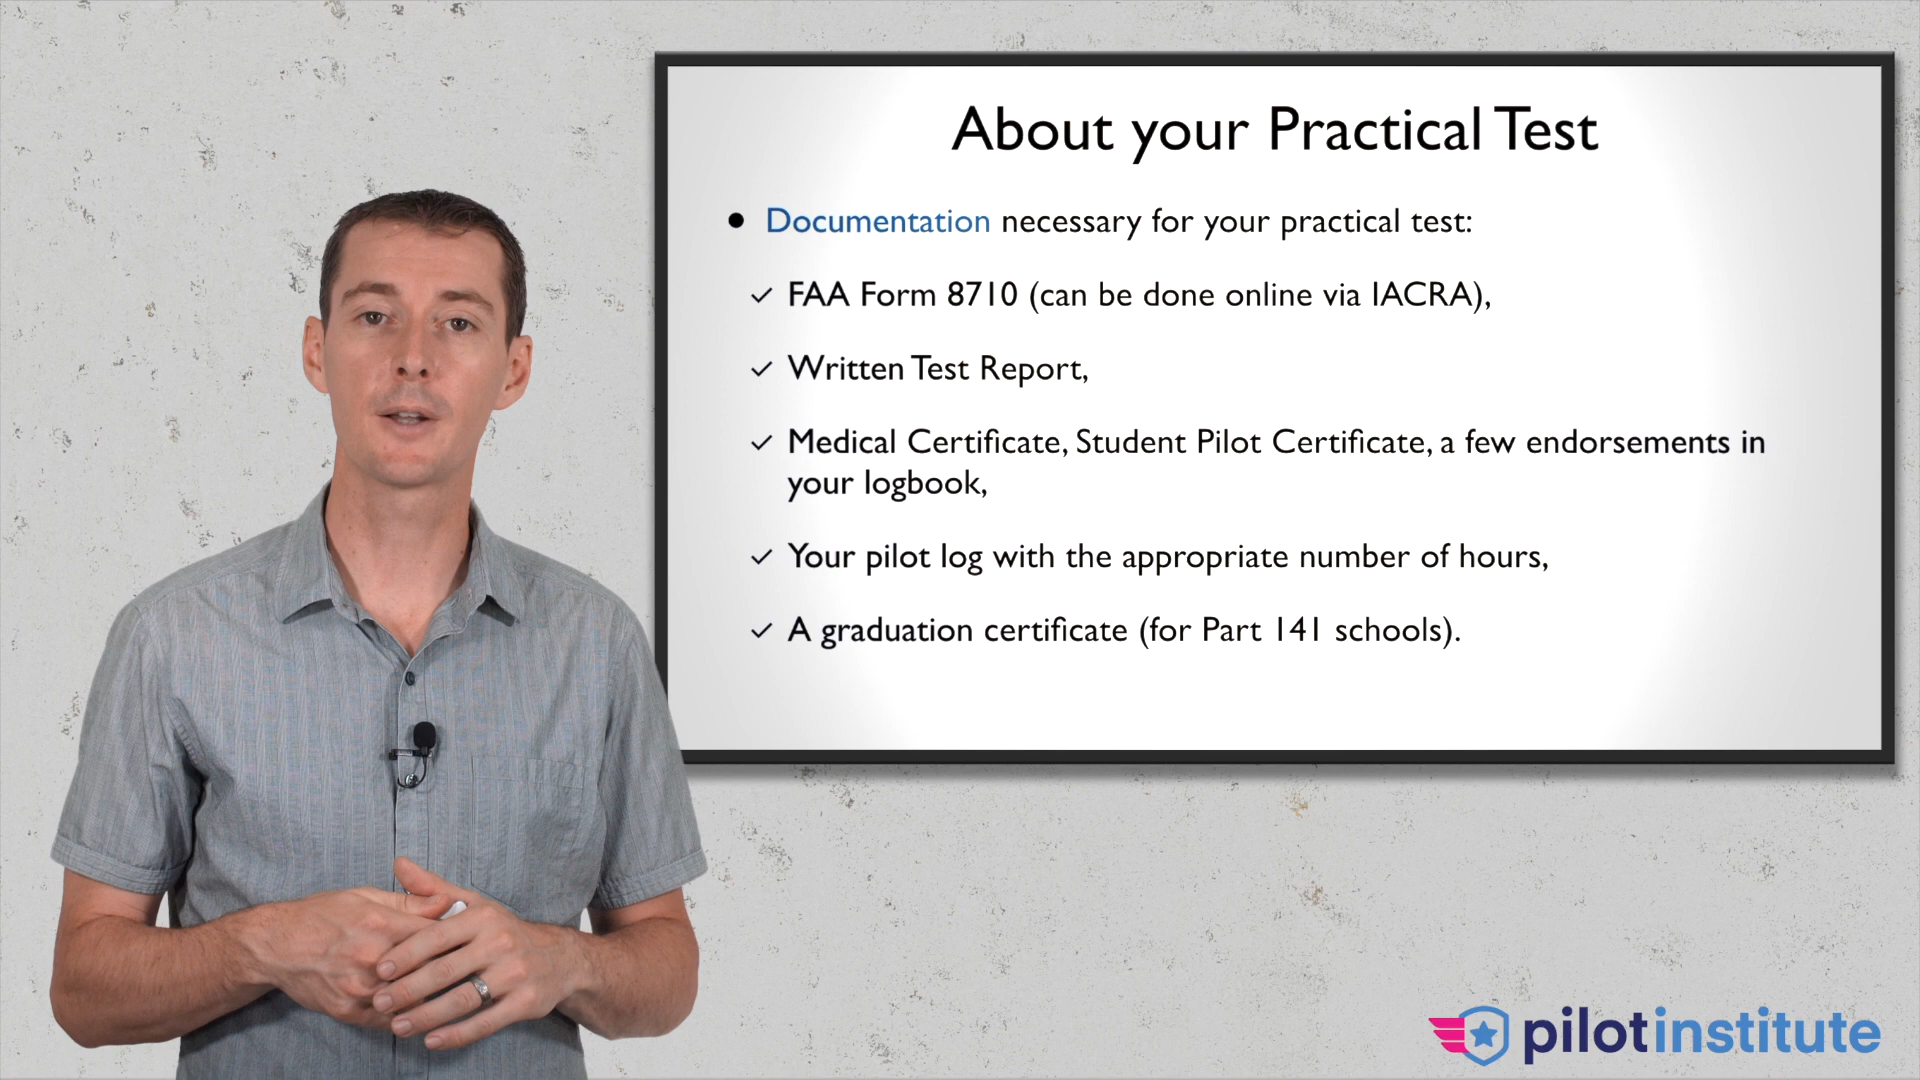 About your Practical Test
● Documentation necessary for your practical test:
✓ FAA Form 8710 (can be done online via IACRA),
✓ Written Test Report,
✓ Medical Certificate, Student Pilot Certificate, a few endorsements in
your logbook,
✓ Your pilot log with the appropriate number of hours,
✓ A graduation certificate (for Part 141 schools).
pilotinstitute